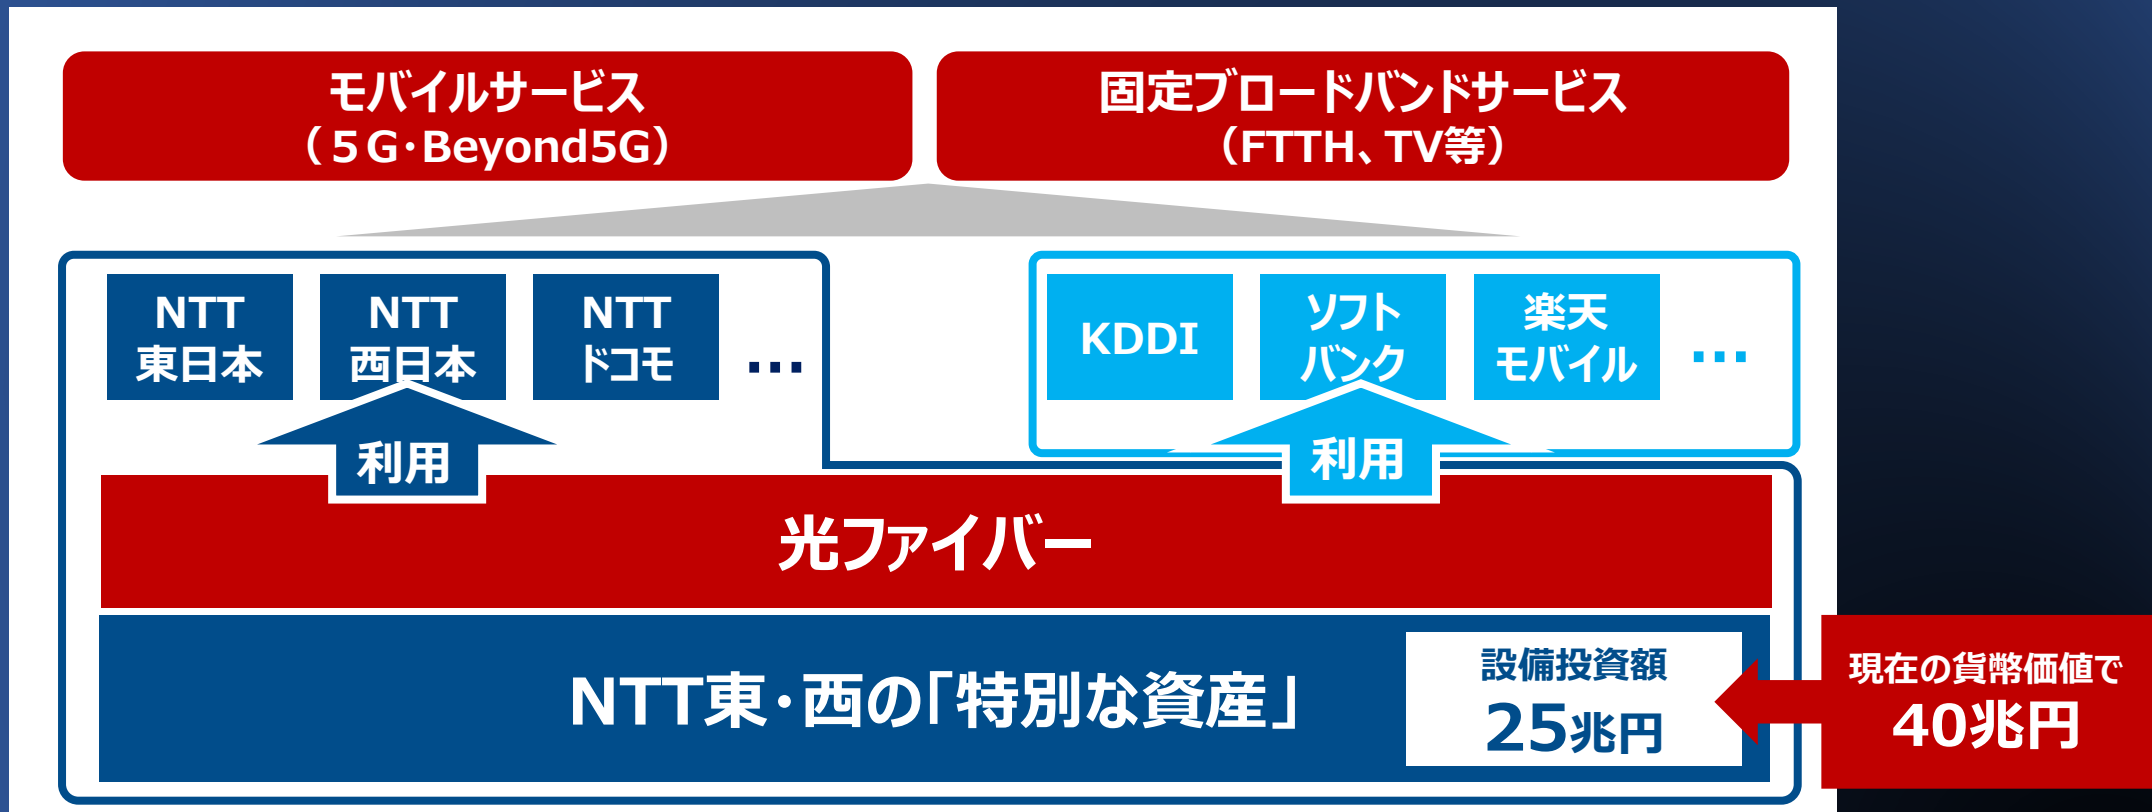 モバイルサービス
（５G･Beyond5G）
固定ブロードバンドサービス
（FTTH、TV等）
NTT
東日本
NTT
西日本
NTT
ドコモ
…
KDDI
ソフト
バンク
楽天
モバイル
…
利用
利用
光ファイバー
NTT東･西の｢特別な資産｣
設備投資額
25兆円
現在の貨幣価値で
40兆円